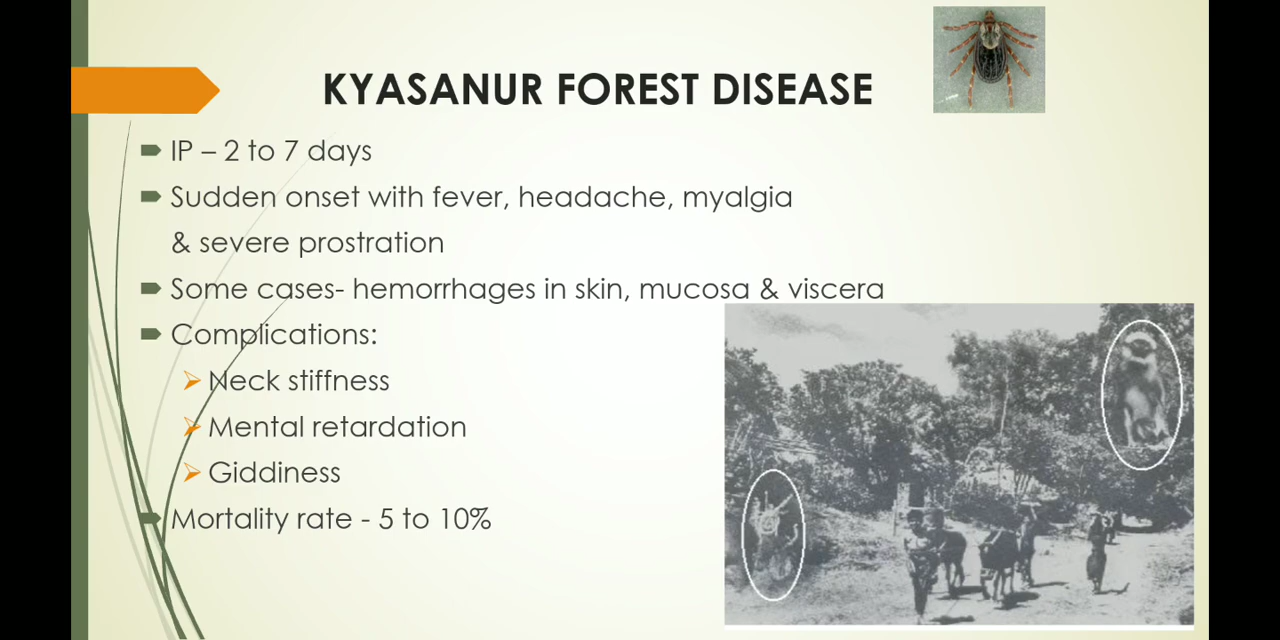 KYASANUR FOREST DISEASE
IP – 2 to 7 days
Sudden onset with fever, headache, myalgia
& severe prostration
Some cases- hemorrhages in skin, mucosa & viscera
Complications:
Neck stiffness
Mental retardation
Giddiness
Mortality rate - 5 to 10%